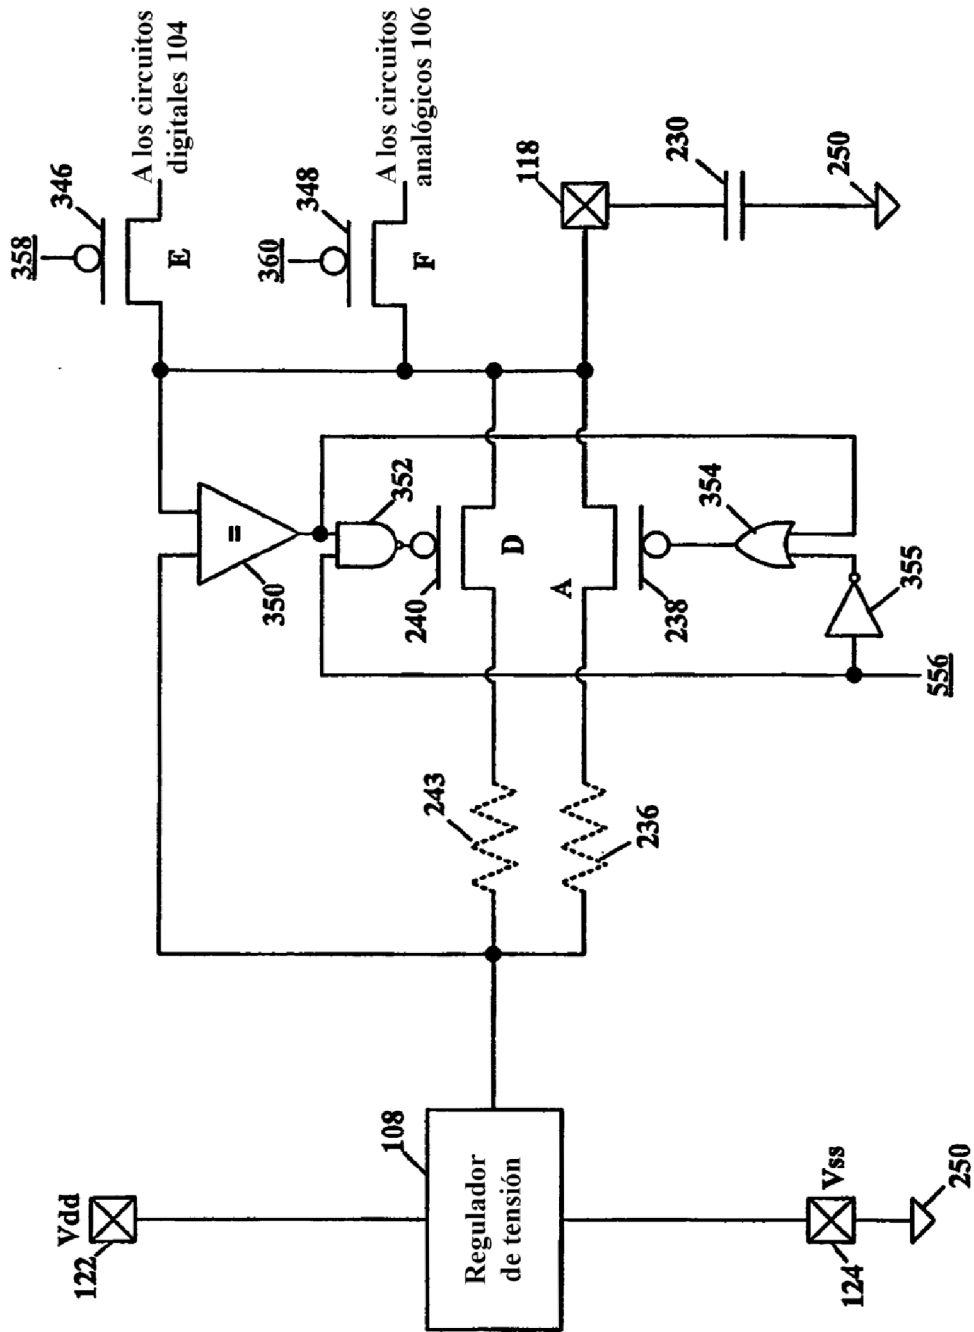 A los circuitos
digitales 104
358
346
E
A los circuitos
analógicos 106
360
348
F
118
230
250
=
350
352
240
D
A
238
354
355
556
243
236
Vdd
122
108
Regulador
de tensión
Vss
124
250